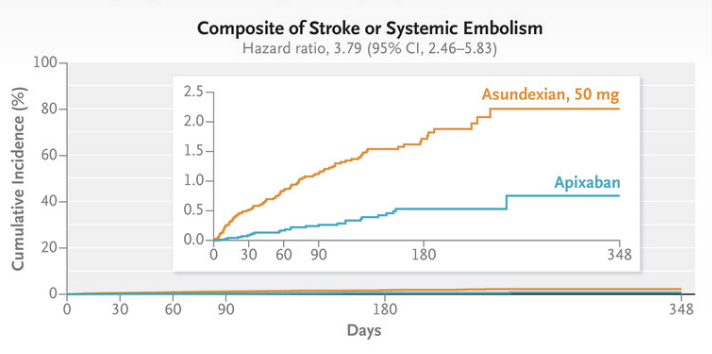 Composite of Stroke or Systemic Embolism
Hazard ratio, 3.79 (95% CI, 2.46–5.83)
Cumulative Incidence (%)
100
80
60
40
20
0
2.5
2.0
1.5
1.0
0.5
0.0
Asundexian, 50 mg
Apixaban
0 30 60 90 180 348
0 30 60 90 180 348
Days